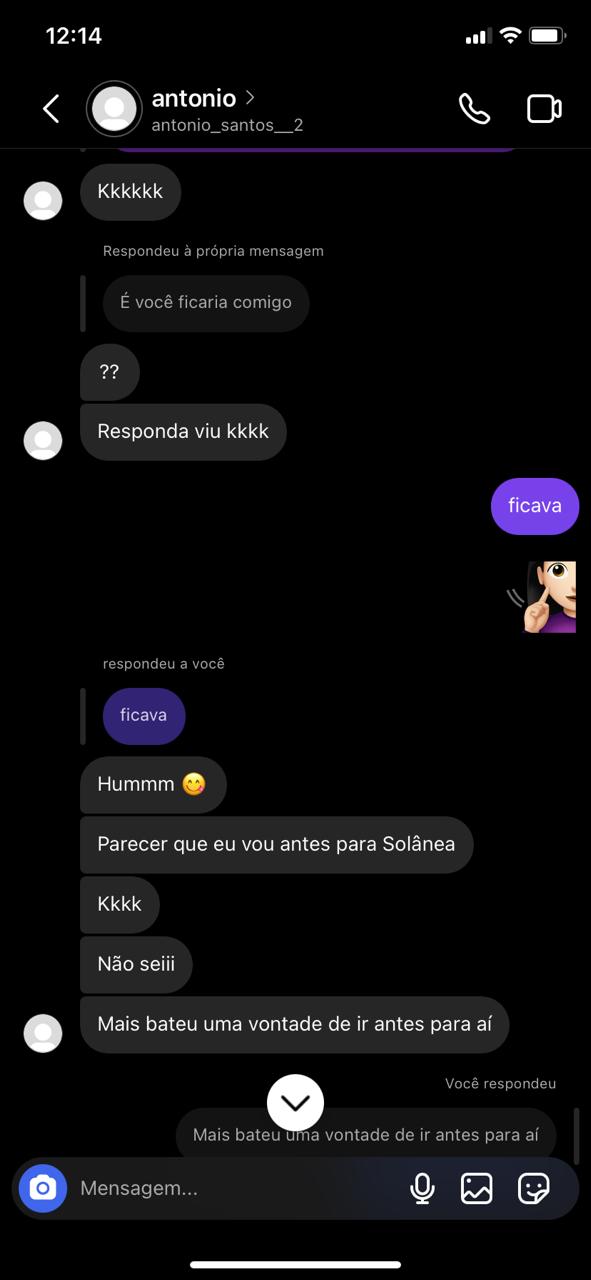 12:14
antonio
antonio_santos__2
Kkkkkk
Respondeu à própria mensagem
É você ficaria comigo
??
Responda viu kkkk
ficava
respondeu a você
ficava
Hummm 😋
Parecer que eu vou antes para Solânea
Kkkk
Não seiii
Mais bateu uma vontade de ir antes para aí
Você respondeu
Mais bateu uma vontade de ir antes para aí
Mensagem...